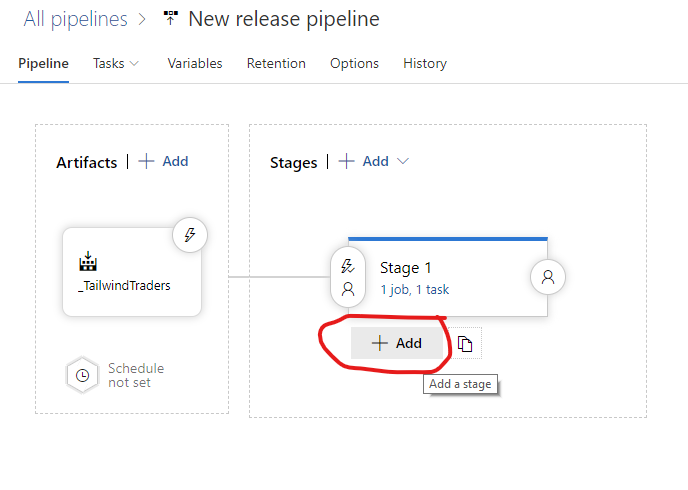 All pipelines > New release pipeline
Pipeline Tasks Variables Retention Options History
Artifacts | + Add
Stages | + Add
_TailwindTraders
Stage 1
1 job, 1 task
+ Add
Add a stage
Schedule
not set